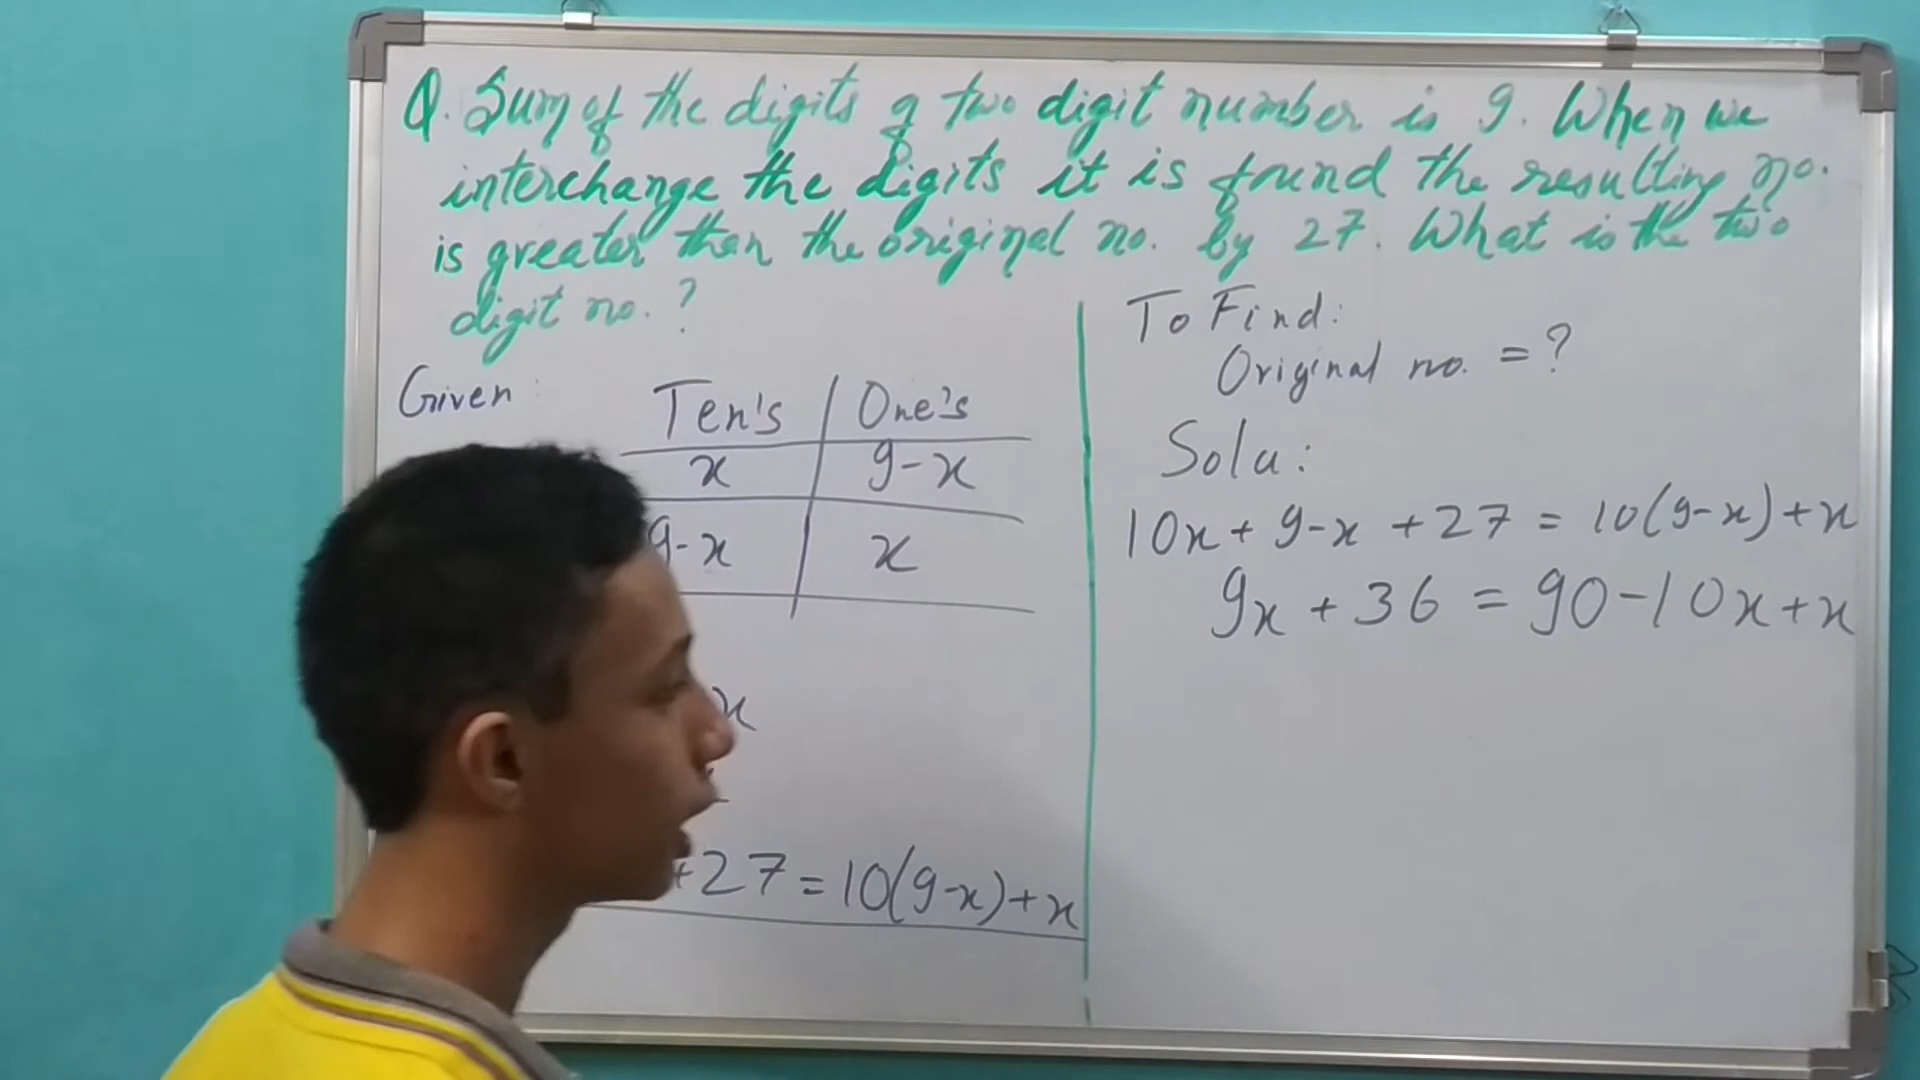 Q. Sum of the digits of two digit number is 9. When we
interchange the digits it is found the resulting no.
is greater than the original no. by 27. What is the two
digit no. ?
Given:
Ten's One's
x 9-x
9-x x
x
+27 = 10(9-x)+x
To Find:
Original no. = ?
Solu:
10x + 9-x + 27 = 10(9-x)+x
9x + 36 = 90-10x+x